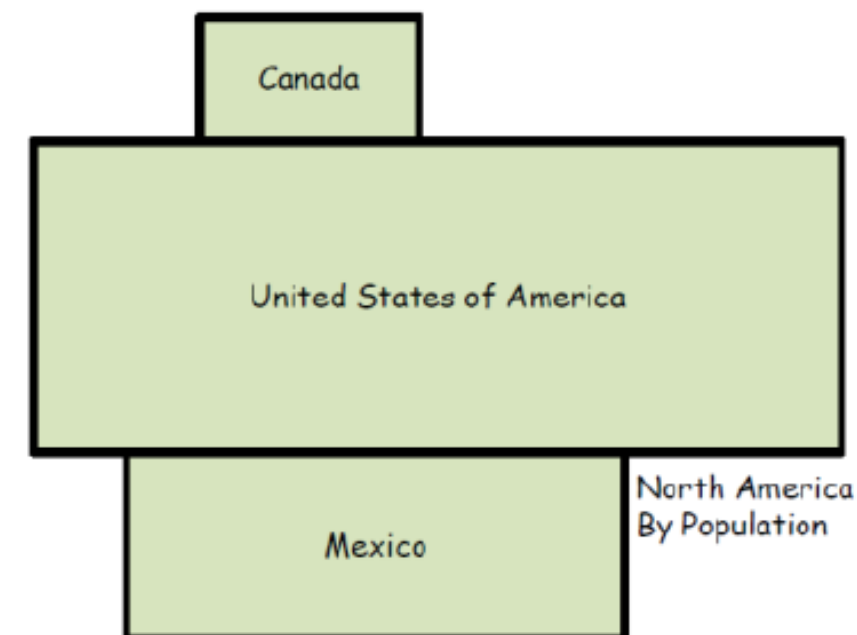 Canada
United States of America
North America
By Population
Mexico